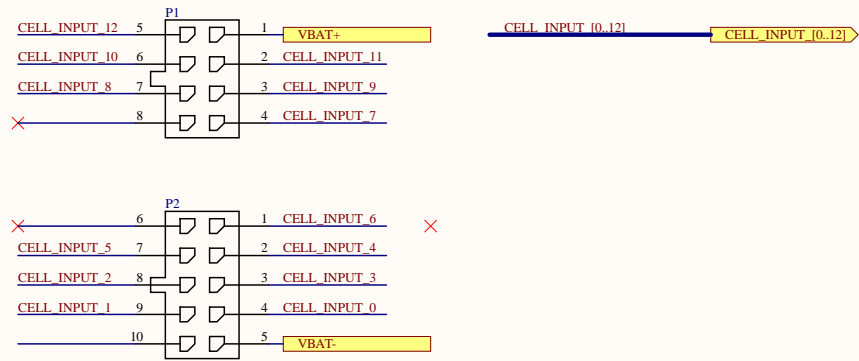 P1
CELL_INPUT_12 5 1 VBAT+
CELL_INPUT_10 6 2 CELL_INPUT_11
CELL_INPUT_8 7 3 CELL_INPUT_9
8 4 CELL_INPUT_7
CELL_INPUT_[0..12] CELL_INPUT_[0..12]
P2
6 1 CELL_INPUT_6
CELL_INPUT_5 7 2 CELL_INPUT_4
CELL_INPUT_2 8 3 CELL_INPUT_3
CELL_INPUT_1 9 4 CELL_INPUT_0
10 5 VBAT-